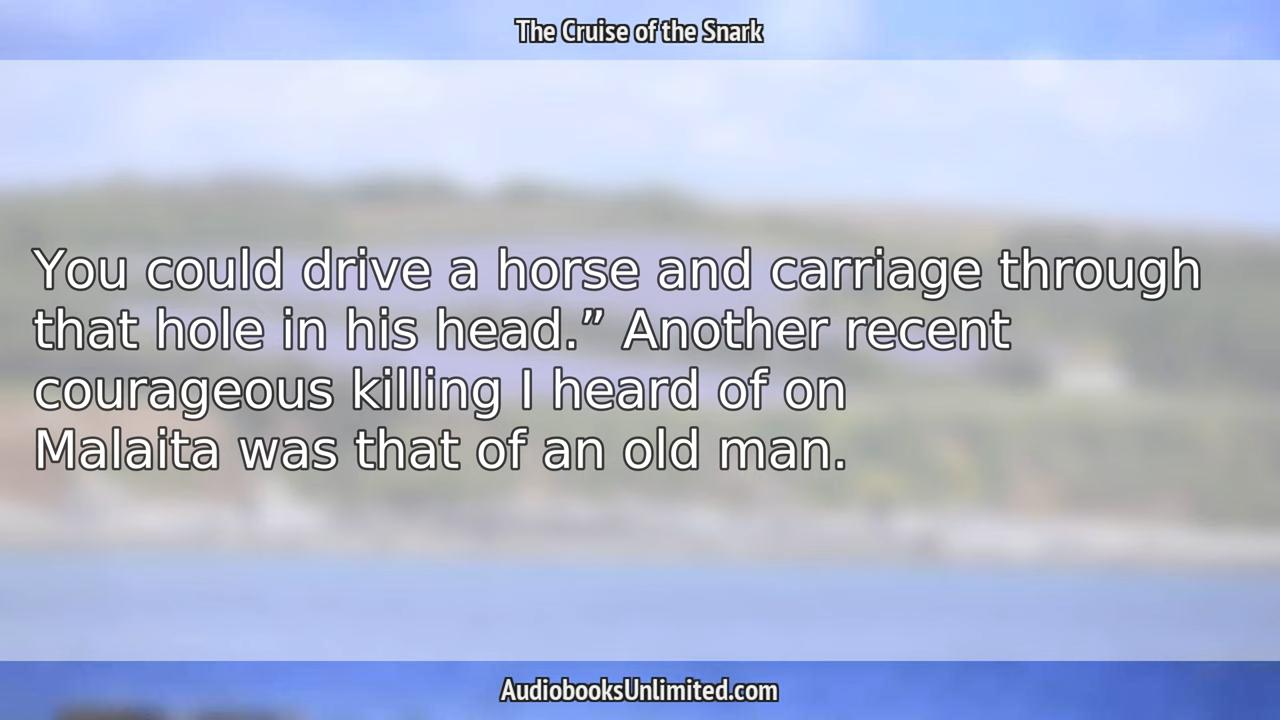 The Cruise of the Snark
You could drive a horse and carriage through
that hole in his head.” Another recent
courageous killing I heard of on
Malaita was that of an old man.
AudiobooksUnlimited.com